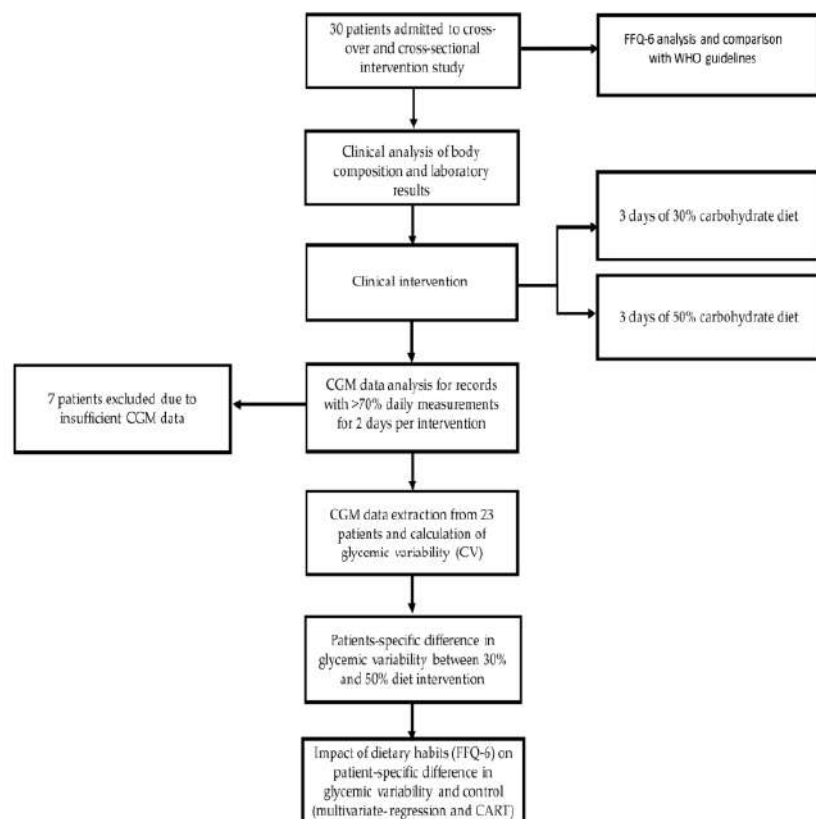 30 patients admitted to cross-
over and cross-sectional
intervention study
FFQ-6 analysis and comparison
with WHO guidelines
Clinical analysis of body
composition and laboratory
results
3 days of 30% carbohydrate diet
Clinical intervention
3 days of 50% carbohydrate diet
7 patients excluded due to
insufficient CGM data
CGM data analysis for records
with >70% daily measurements
for 2 days per intervention
CGM data extraction from 23
patients and calculation of
glycemic variability (CV)
Patients-specific difference in
glycemic variability between 30%
and 50% diet intervention
Impact of dietary habits (FFQ-6) on
patient-specific difference in
glycemic variability and control
(multivariate-regression and CART)